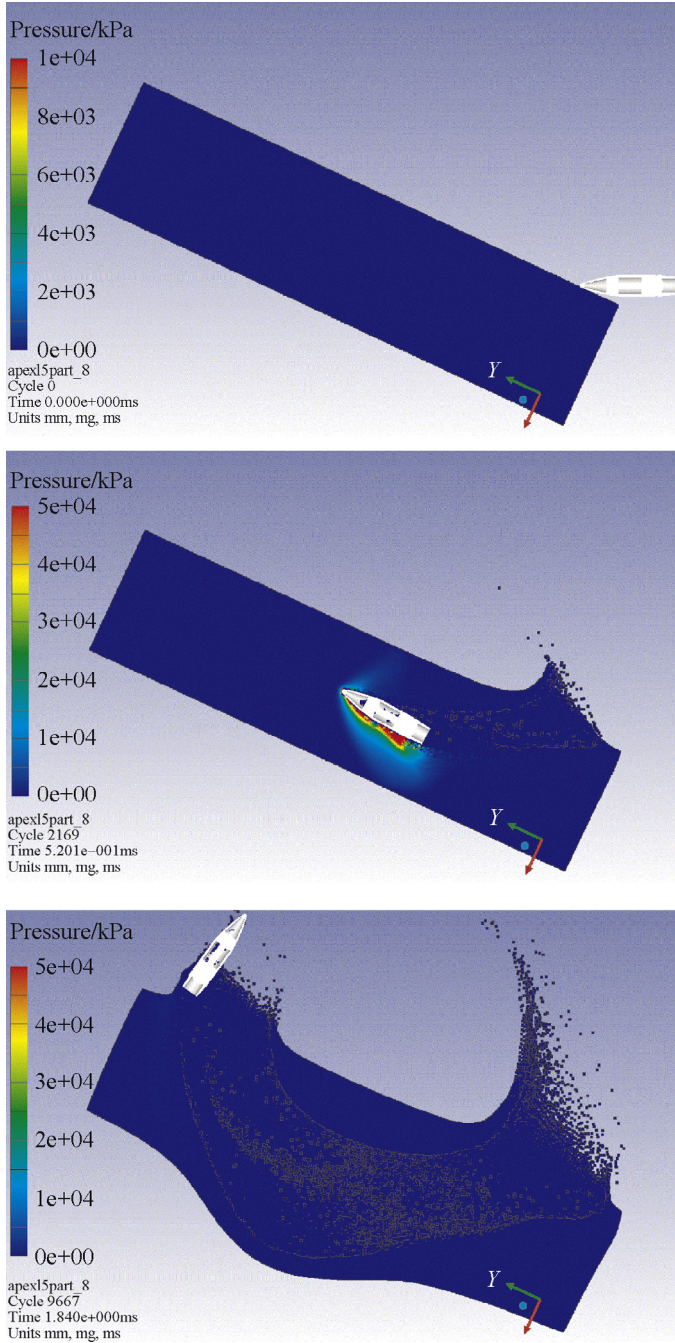 Pressure/kPa
1e+04
8e+03
6e+03
4e+03
2e+03
0e+00
apexl5part_8
Cycle 0
Time 0.000e+000ms
Units mm, mg, ms
Y
Pressure/kPa
5e+04
4e+04
3e+04
2e+04
1e+04
0e+00
apexl5part_8
Cycle 2169
Time 5.201e−001ms
Units mm, mg, ms
Y
Pressure/kPa
5e+04
4e+04
3e+04
2e+04
1e+04
0e+00
apexl5part_8
Cycle 9667
Time 1.840e+000ms
Units mm, mg, ms
Y